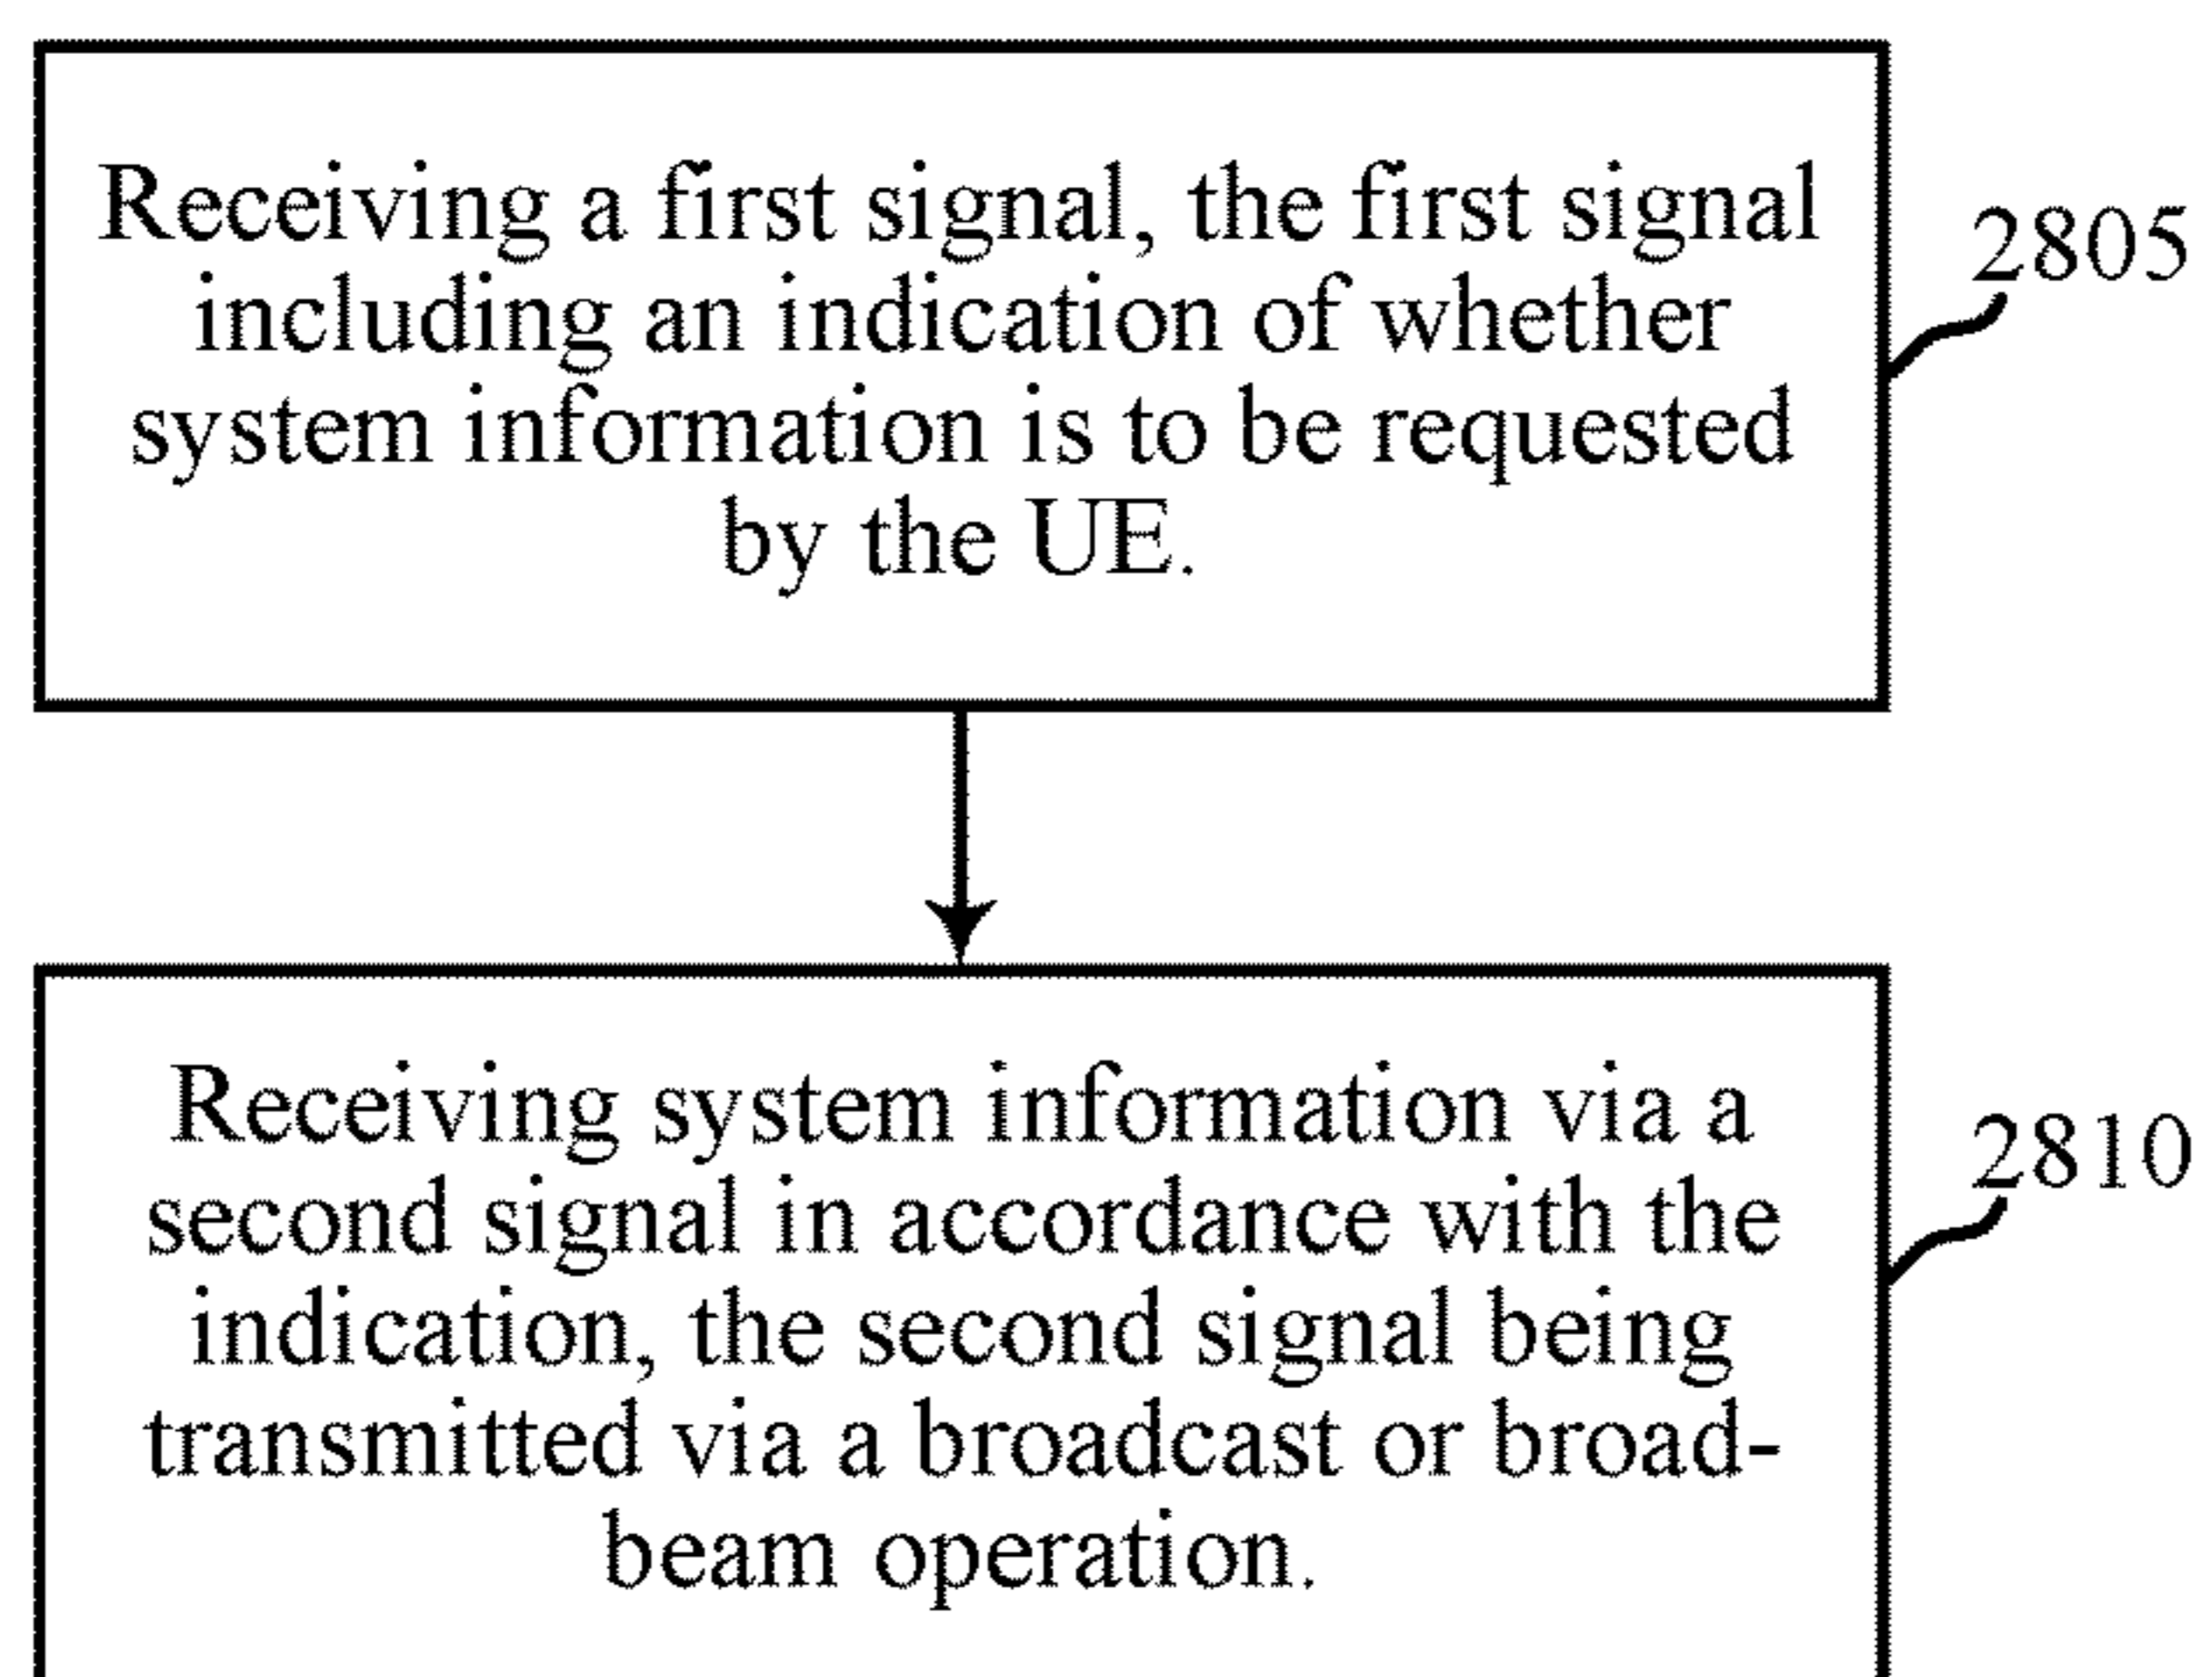 Receiving a first signal, the first signal
including an indication of whether
system information is to be requested
by the UE.
2805
Receiving system information via a
second signal in accordance with the
indication, the second signal being
transmitted via a broadcast or broad-
beam operation.
2810